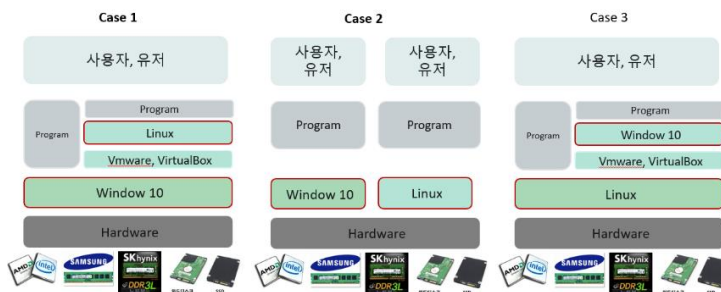 Case 1
사용자, 유저
Program
Program
Linux
Vmware, VirtualBox
Window 10
Hardware
AMD
intel
SAMSUNG
SK hynix
DDR3L
Case 2
사용자,
유저
사용자,
유저
Program
Program
Window 10
Linux
Hardware
AMD
intel
SAMSUNG
SK hynix
DDR3L
Case 3
사용자, 유저
Program
Program
Window 10
Vmware, VirtualBox
Linux
Hardware
AMD
intel
SAMSUNG
SK hynix
DDR3L